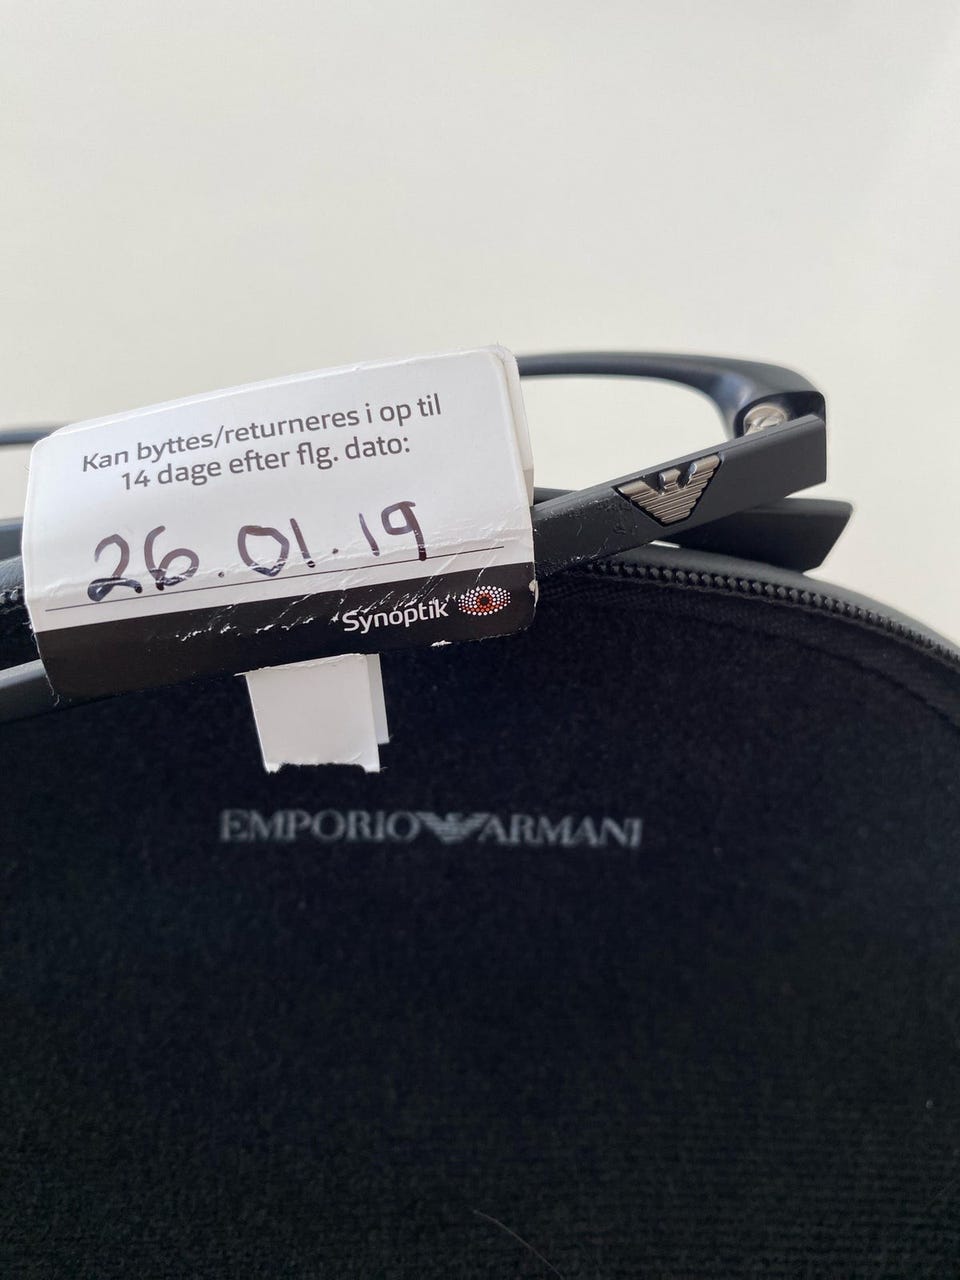 Kan byttes/returneres i op til
14 dage efter flg. dato:
26.01.19
Synoptik
EMPORIO ARMANI